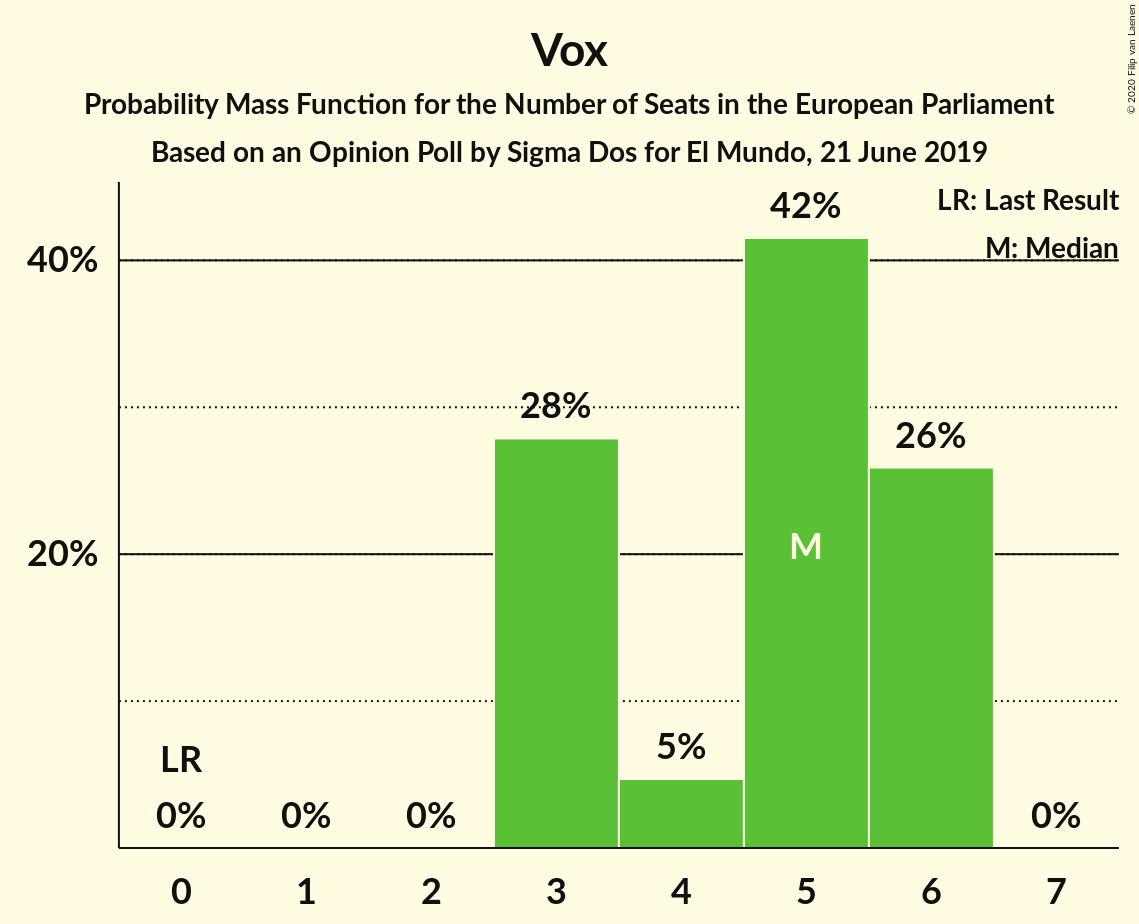 Vox
Probability Mass Function for the Number of Seats in the European Parliament
Based on an Opinion Poll by Sigma Dos for El Mundo, 21 June 2019
© 2020 Filip van Laenen
LR: Last Result
M: Median
40%
20%
LR
0%
0%
0%
28%
5%
42%
M
26%
0%
0 1 2 3 4 5 6 7